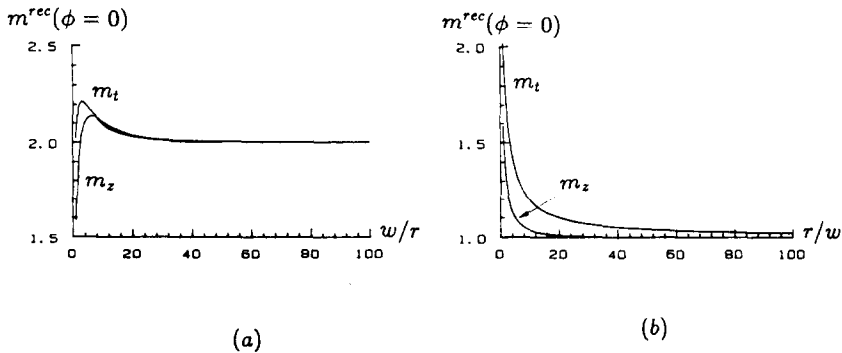 m^{rec}(ϕ = 0)
2.5
m_t
2.0
m_z
1.5
w/r
0 20 40 60 80 100
(a)
m^{rec}(ϕ = 0)
2.0
m_t
1.5
m_z
1.0
r/w
0 20 40 60 80 100
(b)